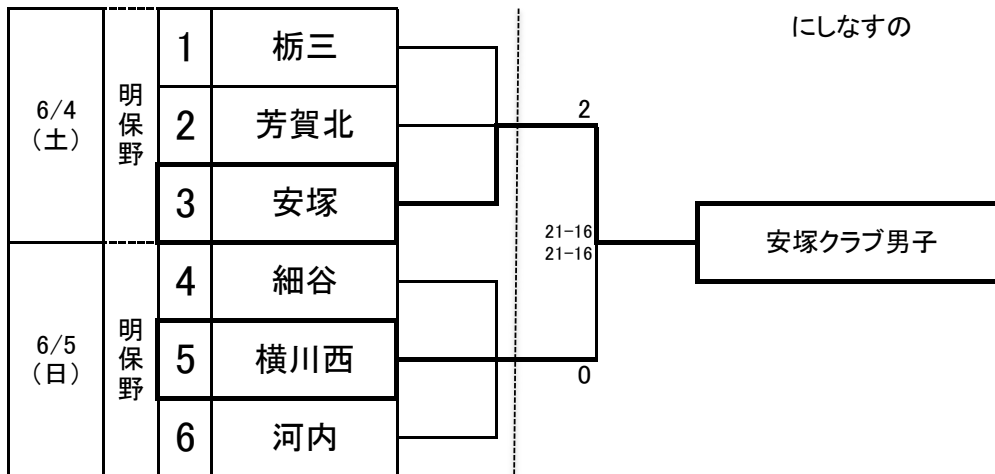 にしなすの
6/4
（土）
明保野
1 栃三
2 芳賀北
3 安塚
2
21-16
21-16
安塚クラブ男子
6/5
（日）
明保野
4 細谷
5 横川西
6 河内
0